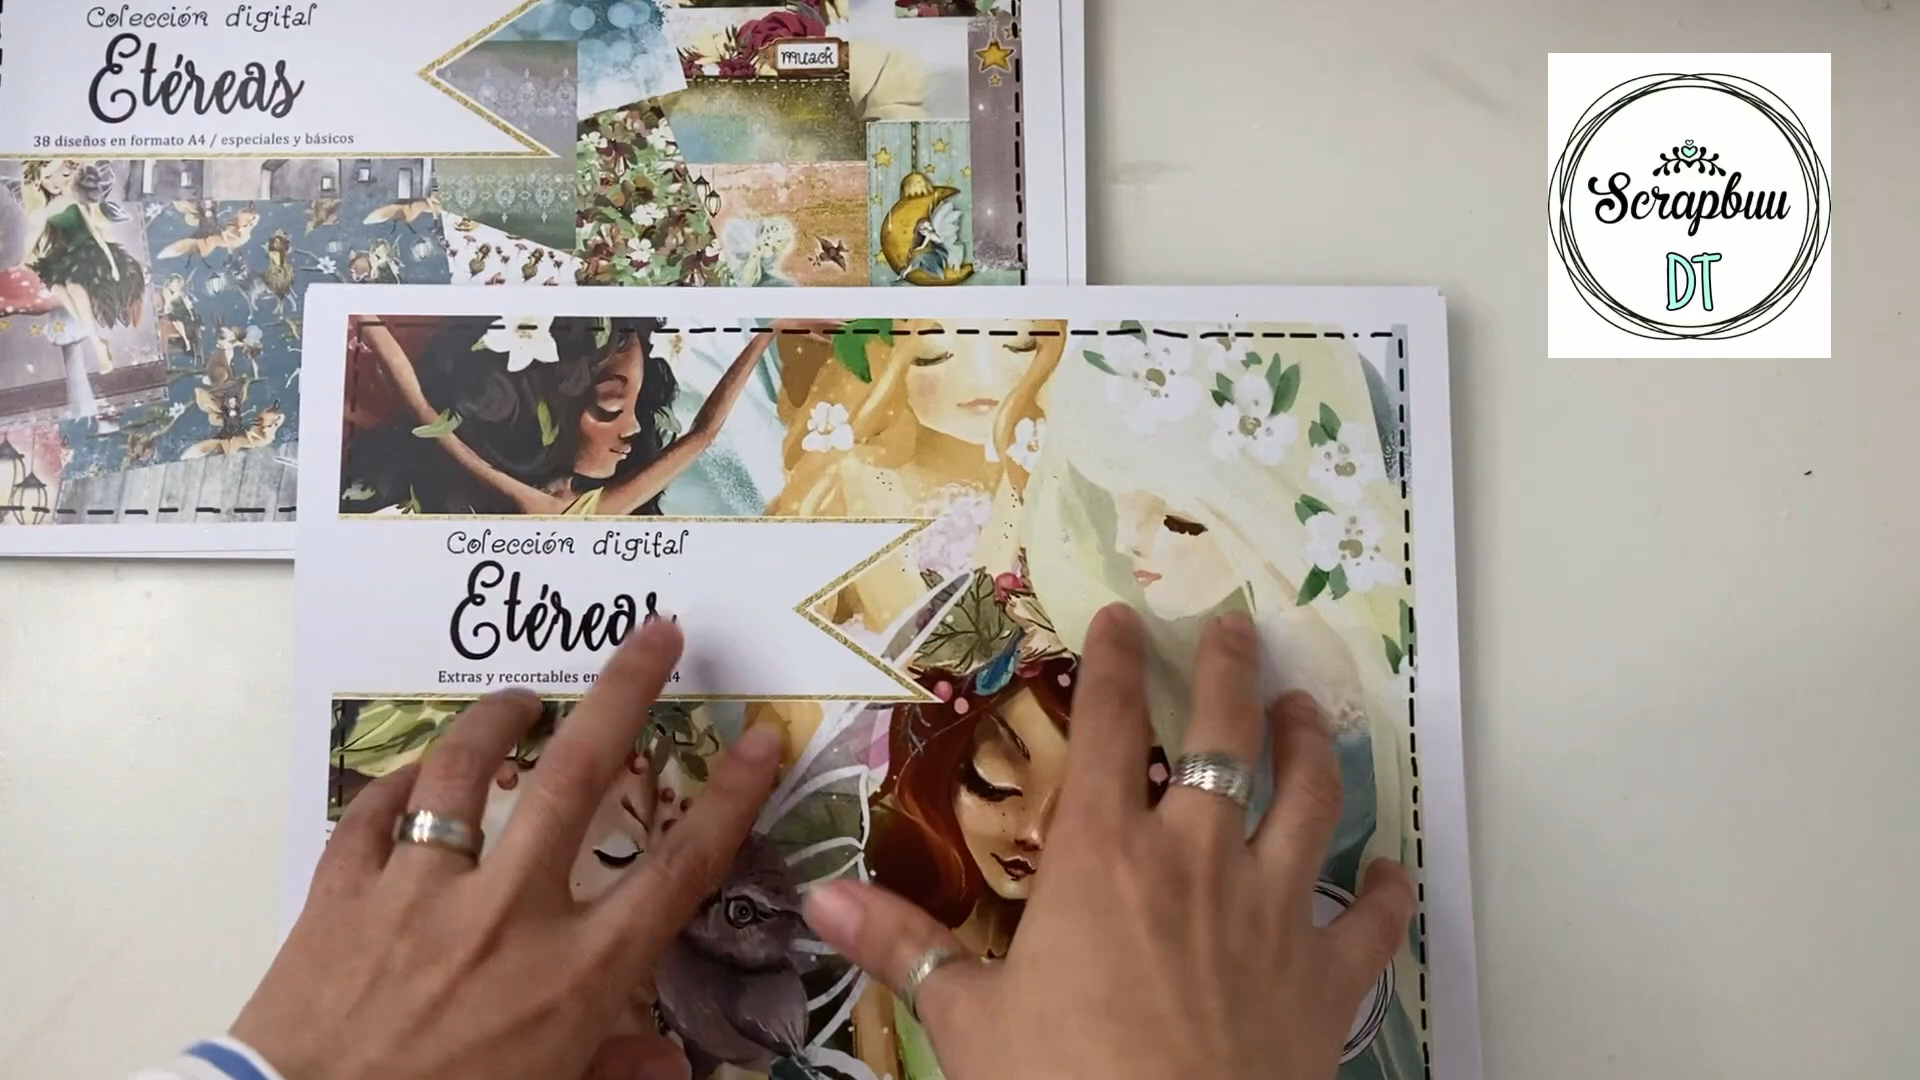 Colección digital
Etéreas
38 diseños en formato A4 / especiales y básicos
muack
Scrapbuu
DT
Colección digital
Etéreas
Extras y recortables en